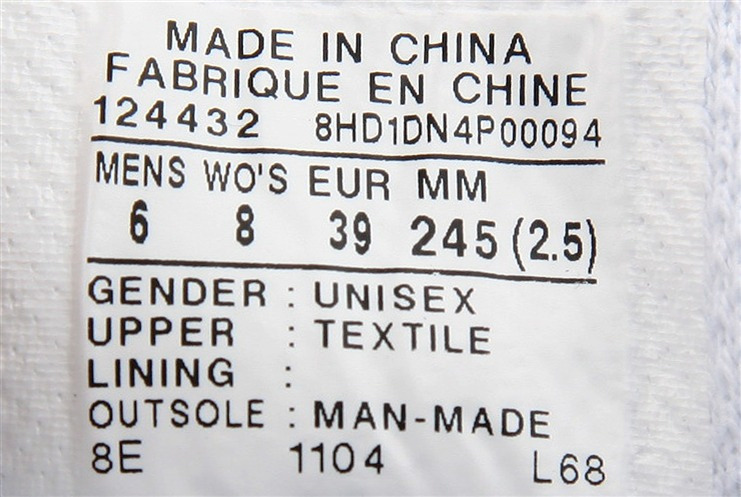 MADE IN CHINA
FABRIQUE EN CHINE
124432 8HD1DN4P00094
MENS WO'S EUR MM
6 8 39 245 (2.5)
GENDER : UNISEX
UPPER : TEXTILE
LINING :
OUTSOLE : MAN-MADE
8E 1104 L68